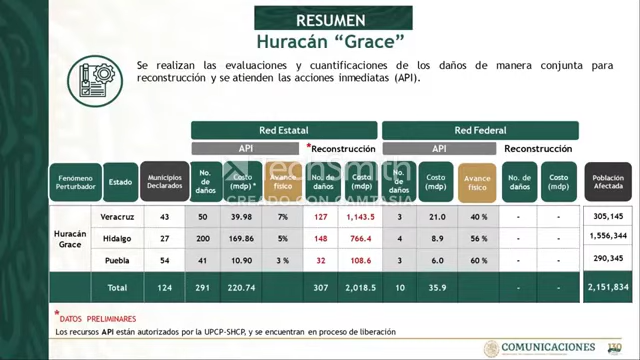 RESUMEN
Huracán “Grace”
Se realizan las evaluaciones y cuantificaciones de los daños de manera conjunta para
reconstrucción y se atienden las acciones inmediatas (API).
Red Estatal Red Federal
API *Reconstrucción API Reconstrucción
Fenómeno Perturbador Estado Municipios Declarados No. de daños Costo (mdp) * Avance físico No. de daños Costo (mdp) No. de daños Costo (mdp) Avance físico No. de daños Costo (mdp) Población Afectada
TechSmith
CREADO CON CAMTASIA
Huracán Grace
Veracruz 43 50 39.98 7% 127 1,143.5 3 21.0 40 % - - 305,145
Hidalgo 27 200 169.86 5% 148 766.4 4 8.9 56 % - - 1,556,344
Puebla 54 41 10.90 3 % 32 108.6 3 6.0 60 % - - 290,345
Total 124 291 220.74 307 2,018.5 10 35.9 - - 2,151,834
*DATOS PRELIMINARES
Los recursos API están autorizados por la UPCP-SHCP, y se encuentran en proceso de liberación
COMUNICACIONES